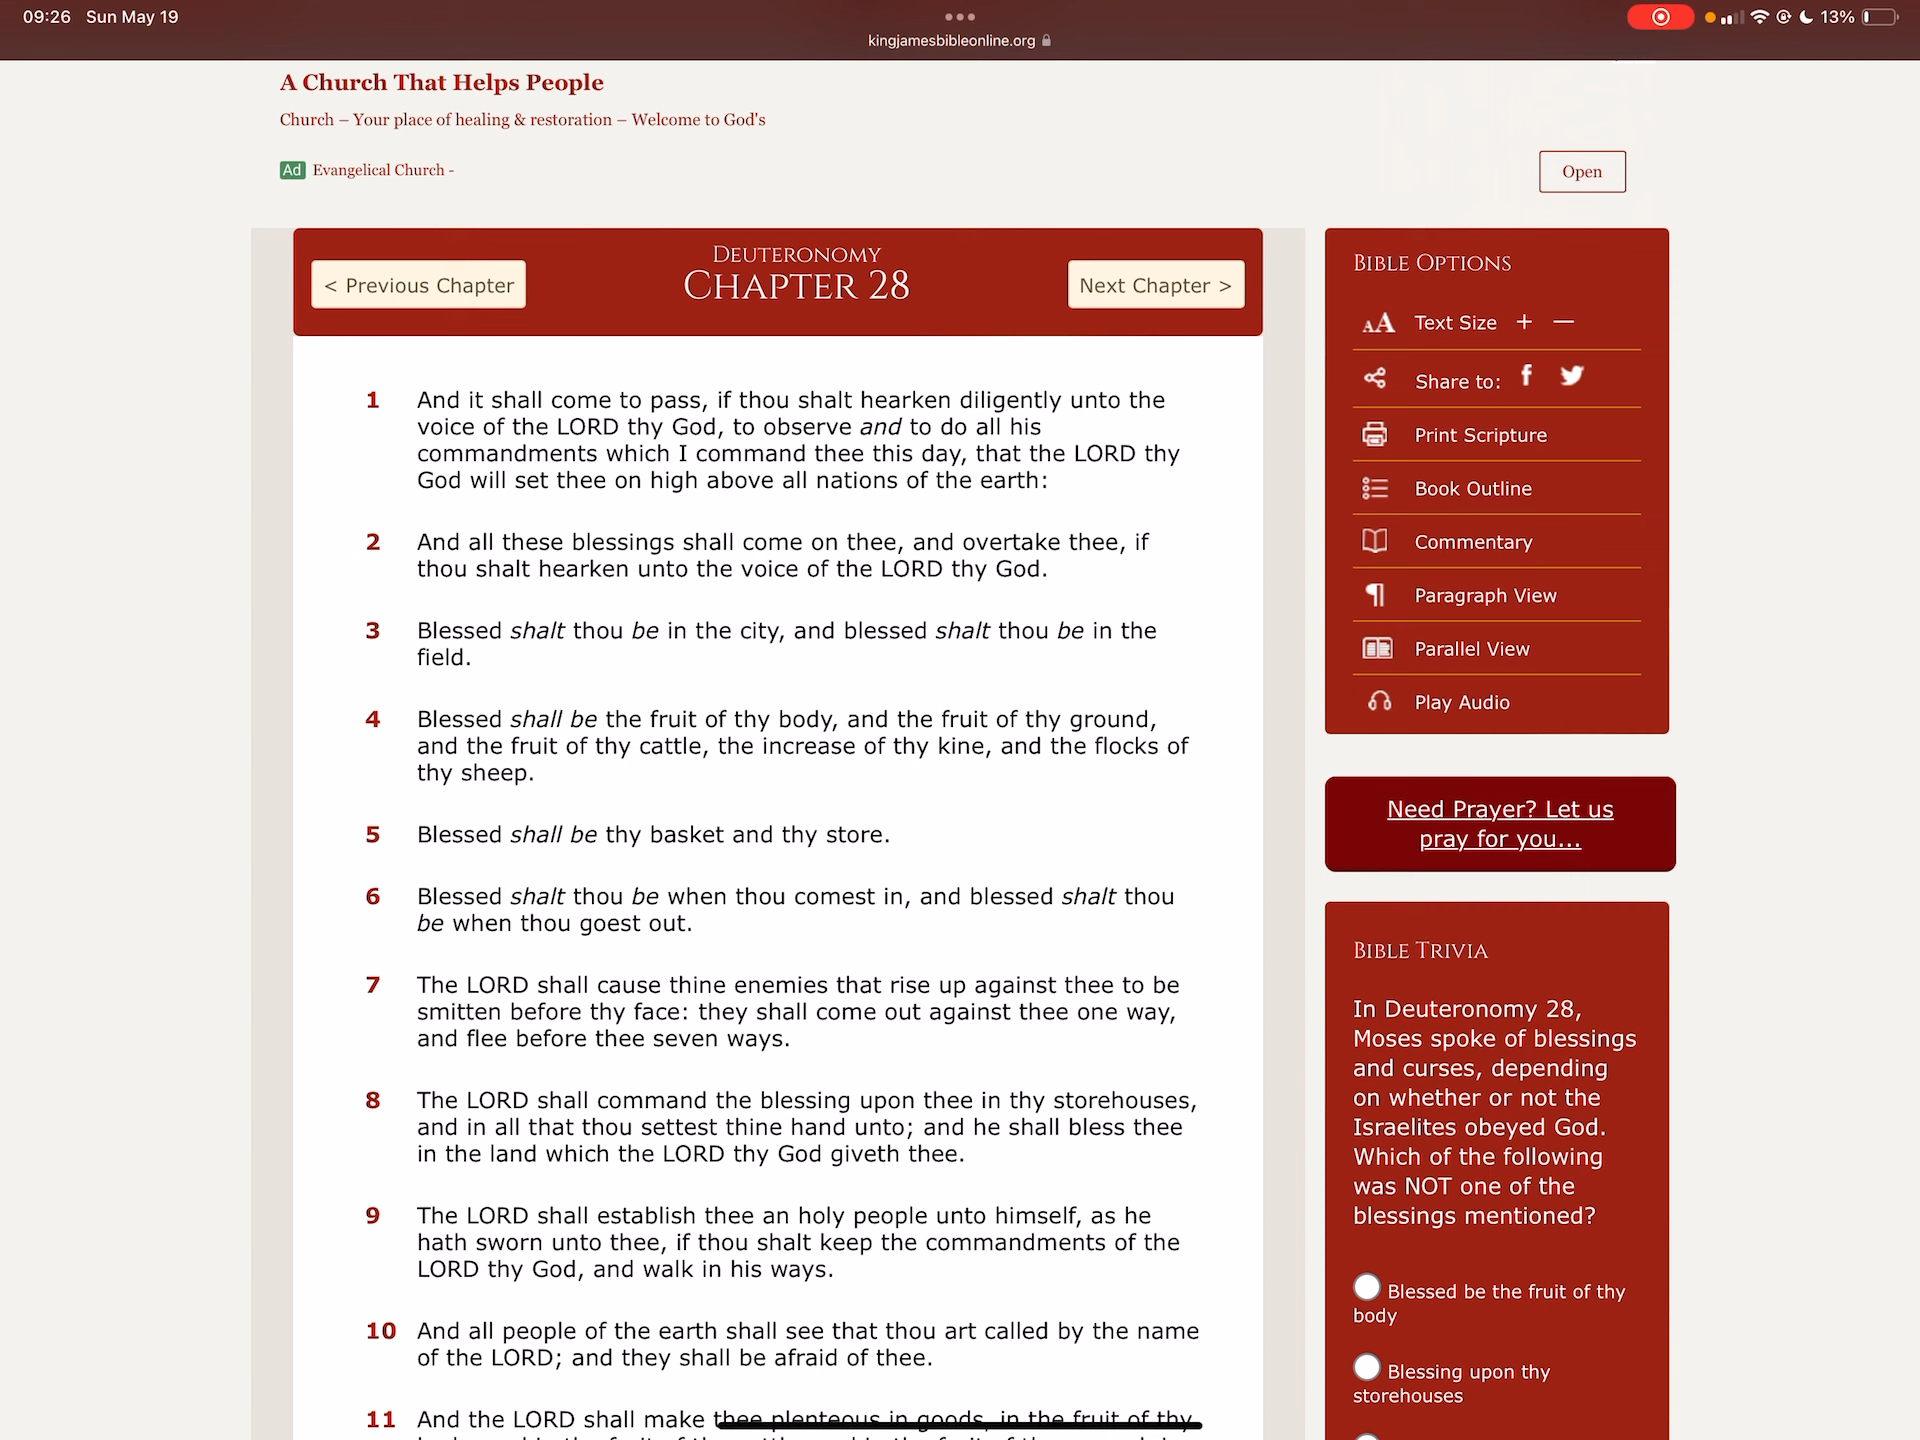 09:26 Sun May 19
13%
kingjamesbibleonline.org
A Church That Helps People
Church – Your place of healing & restoration – Welcome to God's
Ad Evangelical Church -
Open
< Previous Chapter
DEUTERONOMY
CHAPTER 28
Next Chapter >
1 And it shall come to pass, if thou shalt hearken diligently unto the
voice of the LORD thy God, to observe and to do all his
commandments which I command thee this day, that the LORD thy
God will set thee on high above all nations of the earth:
2 And all these blessings shall come on thee, and overtake thee, if
thou shalt hearken unto the voice of the LORD thy God.
3 Blessed shalt thou be in the city, and blessed shalt thou be in the
field.
4 Blessed shall be the fruit of thy body, and the fruit of thy ground,
and the fruit of thy cattle, the increase of thy kine, and the flocks of
thy sheep.
5 Blessed shall be thy basket and thy store.
6 Blessed shalt thou be when thou comest in, and blessed shalt thou
be when thou goest out.
7 The LORD shall cause thine enemies that rise up against thee to be
smitten before thy face: they shall come out against thee one way,
and flee before thee seven ways.
8 The LORD shall command the blessing upon thee in thy storehouses,
and in all that thou settest thine hand unto; and he shall bless thee
in the land which the LORD thy God giveth thee.
9 The LORD shall establish thee an holy people unto himself, as he
hath sworn unto thee, if thou shalt keep the commandments of the
LORD thy God, and walk in his ways.
10 And all people of the earth shall see that thou art called by the name
of the LORD; and they shall be afraid of thee.
11 And the LORD shall make thee plenteous in goods, in the fruit of thy
BIBLE OPTIONS
AA Text Size + —
Share to: f
Print Scripture
Book Outline
Commentary
¶ Paragraph View
Parallel View
Play Audio
Need Prayer? Let us
pray for you...
BIBLE TRIVIA
In Deuteronomy 28,
Moses spoke of blessings
and curses, depending
on whether or not the
Israelites obeyed God.
Which of the following
was NOT one of the
blessings mentioned?
Blessed be the fruit of thy
body
Blessing upon thy
storehouses